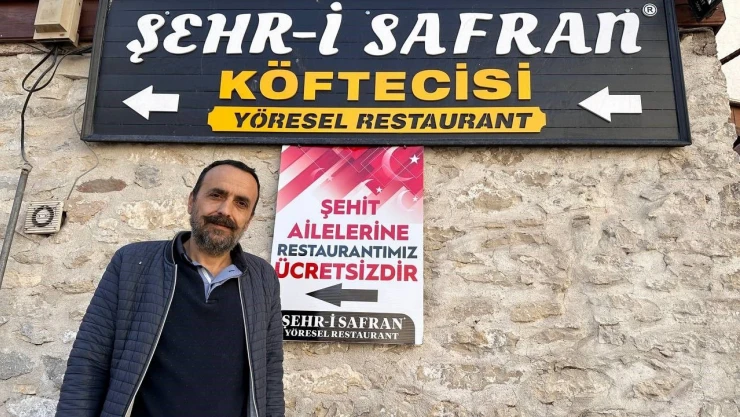 ŞEHR-İ SAFRAN®
KÖFTECİSİ
YÖRESEL RESTAURANT
ŞEHİT
AİLELERİNE
RESTAURANTIMIZ
ÜCRETSİZDİR
ŞEHR-İ SAFRAN
YÖRESEL RESTAURANT